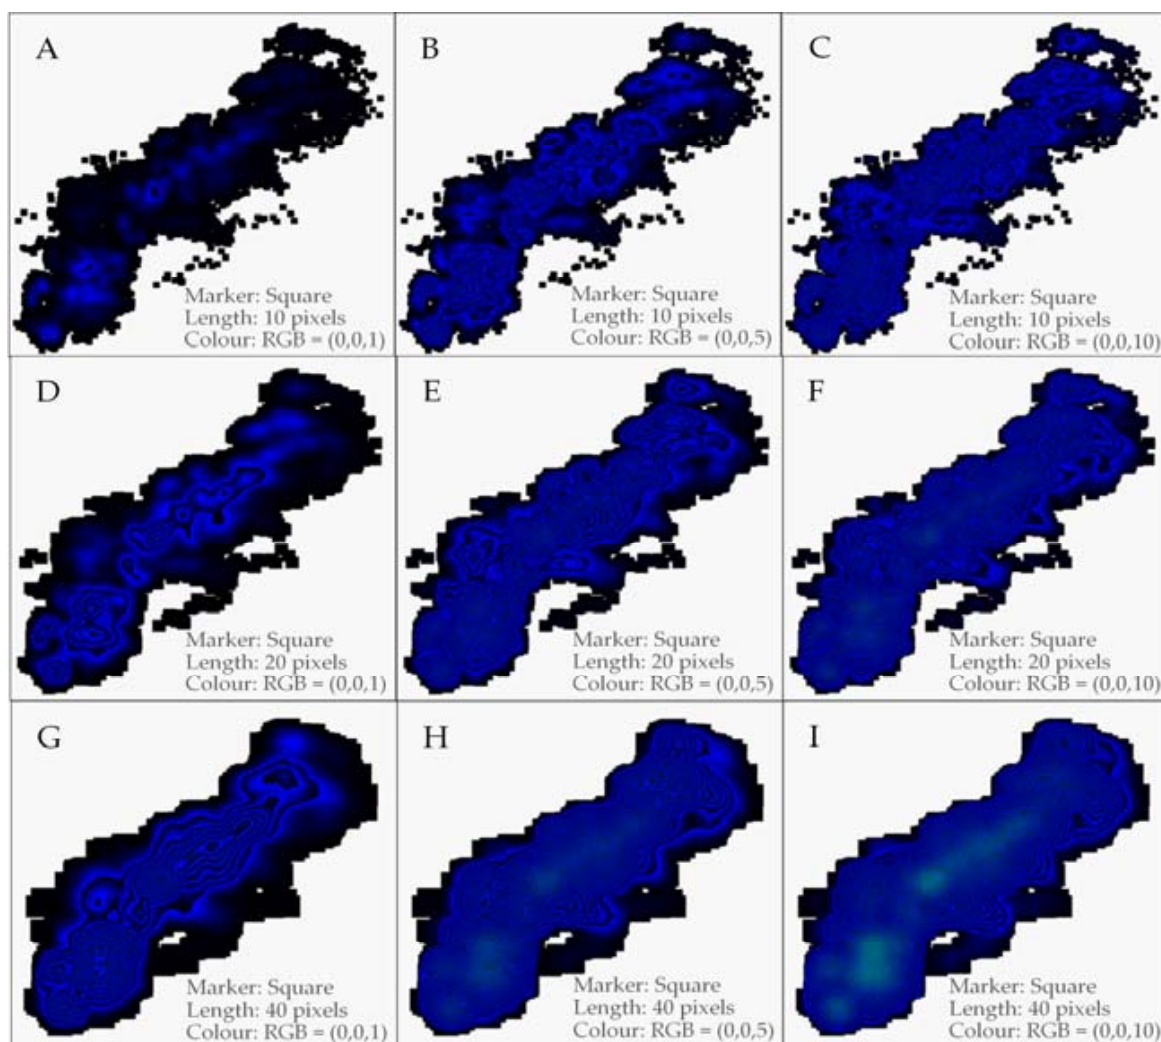 A
Marker: Square
Length: 10 pixels
Colour: RGB = (0,0,1)
B
Marker: Square
Length: 10 pixels
Colour: RGB = (0,0,5)
C
Marker: Square
Length: 10 pixels
Colour: RGB = (0,0,10)
D
Marker: Square
Length: 20 pixels
Colour: RGB = (0,0,1)
E
Marker: Square
Length: 20 pixels
Colour: RGB = (0,0,5)
F
Marker: Square
Length: 20 pixels
Colour: RGB = (0,0,10)
G
Marker: Square
Length: 40 pixels
Colour: RGB = (0,0,1)
H
Marker: Square
Length: 40 pixels
Colour: RGB = (0,0,5)
I
Marker: Square
Length: 40 pixels
Colour: RGB = (0,0,10)